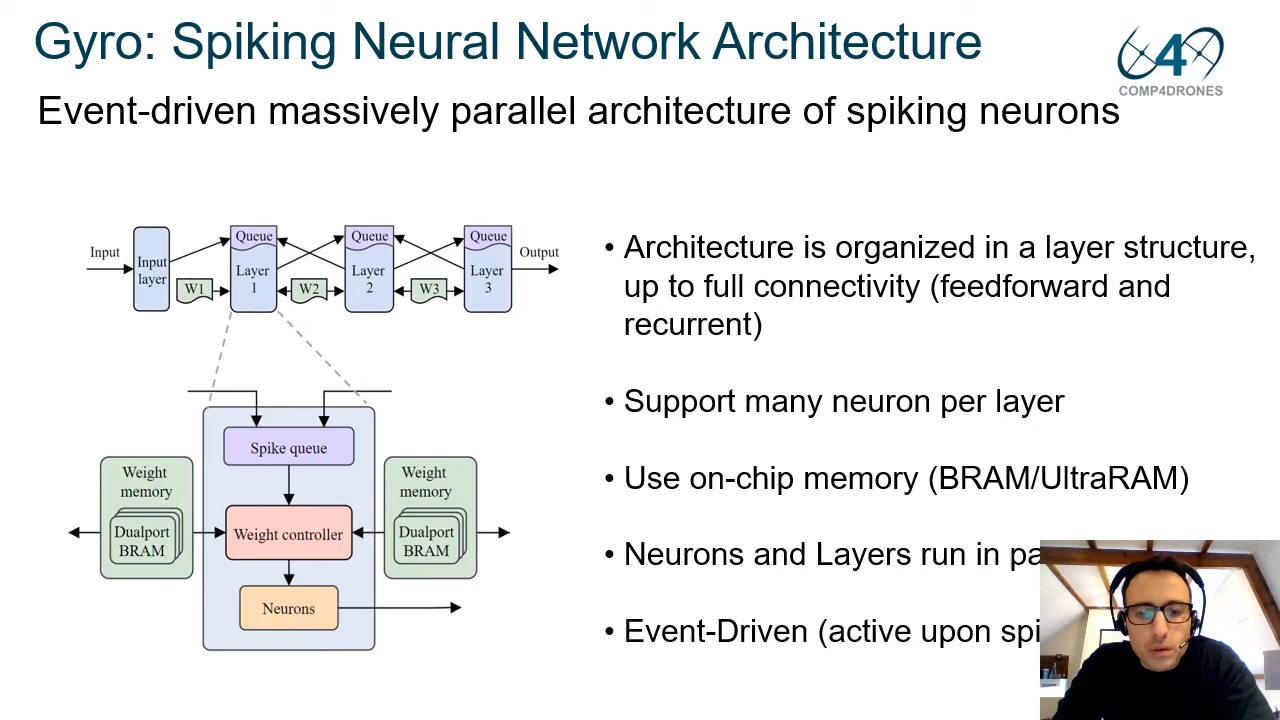 Gyro: Spiking Neural Network Architecture
COMP4DRONES
Event-driven massively parallel architecture of spiking neurons
Input
Input
layer
W1
Queue
Layer
1
W2
Queue
Layer
2
W3
Queue
Layer
3
Output
Spike queue
Weight
memory
Dualport
BRAM
Weight controller
Weight
memory
Dualport
BRAM
Neurons
• Architecture is organized in a layer structure,
up to full connectivity (feedforward and
recurrent)
• Support many neuron per layer
• Use on-chip memory (BRAM/UltraRAM)
• Neurons and Layers run in
• Event-Driven (active upon